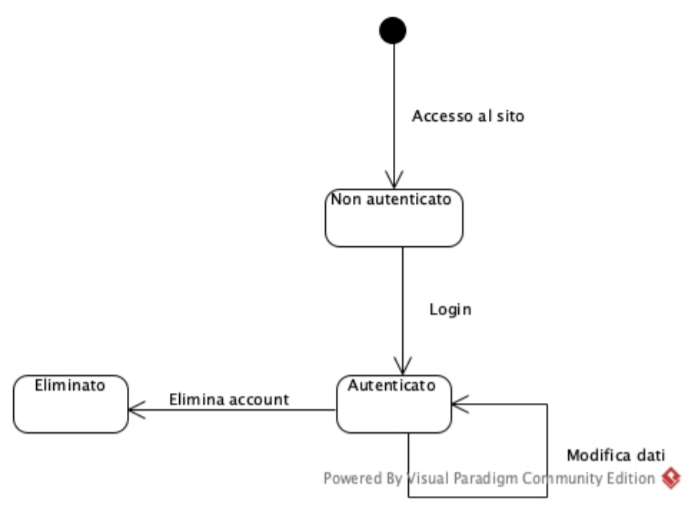 Accesso al sito
Non autenticato
Login
Eliminato
Elimina account
Autenticato
Modifica dati
Powered By Visual Paradigm Community Edition